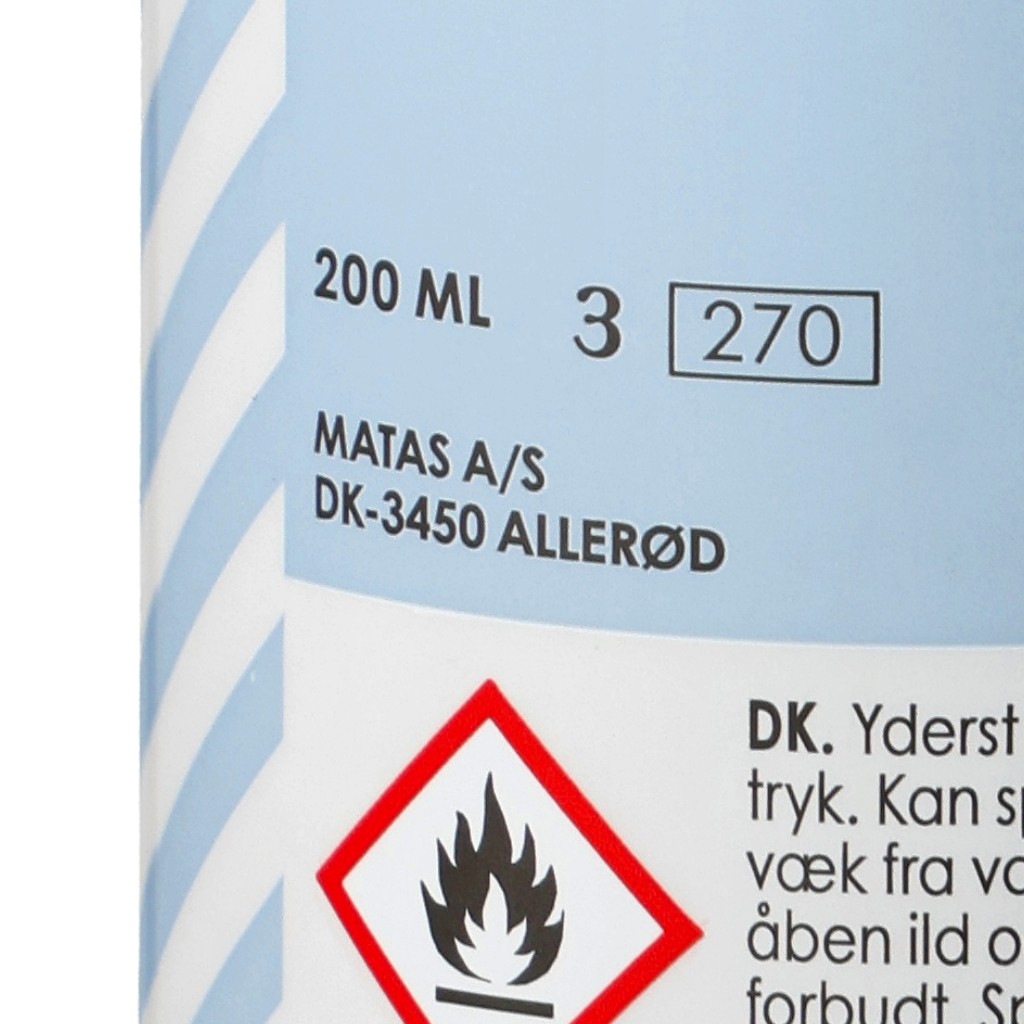 200 ML 3 270
MATAS A/S
DK-3450 ALLERØD
DK. Yderst
tryk. Kan
væk fra
åben ild
forbudt.